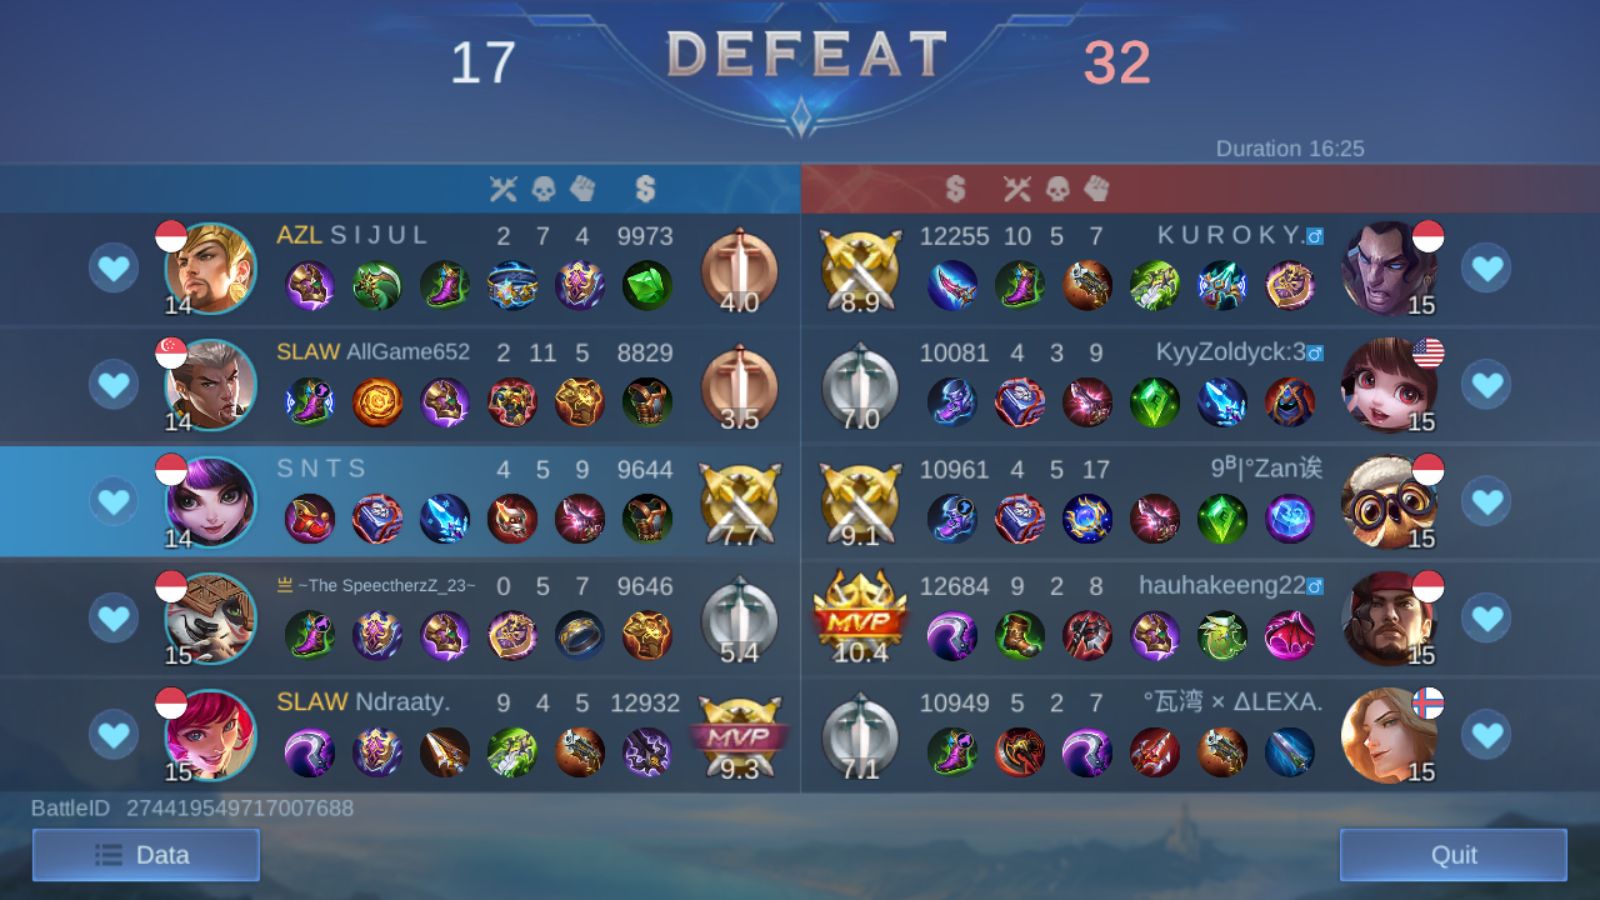 17 DEFEAT 32
Duration 16:25
AZL S I J U L 2 7 4 9973
14 4.0
12255 10 5 7 K U R O K Y.
8.9 15
SLAW AllGame652 2 11 5 8829
14 3.5
10081 4 3 9 KyyZoldyck:3
7.0 15
S N T S 4 5 9 9644
14 7.7
10961 4 5 17 9ᴮ|°Zan诶
9.1 15
~The SpeectherzZ_23~ 0 5 7 9646
15 5.4
12684 9 2 8 hauhakeeng22
MVP
10.4 15
SLAW Ndraaty. 9 4 5 12932
MVP
15 9.3
10949 5 2 7 °瓦湾 × ΔLEXA.
7.1 15
BattleID 274419549717007688
Data
Quit